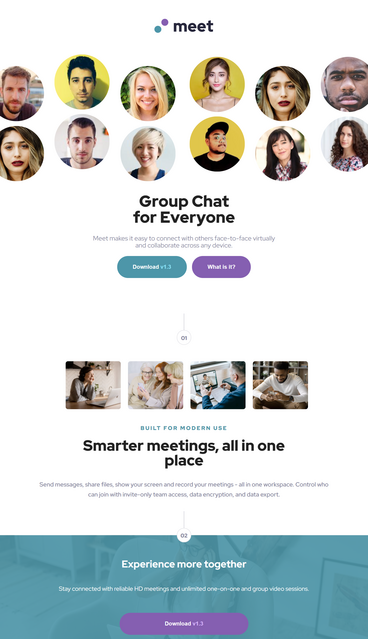 meet
Group Chat
for Everyone
Meet makes it easy to connect with others face-to-face virtually
and collaborate across any device.
Download v1.3
What is it?
01
BUILT FOR MODERN USE
Smarter meetings, all in one
place
Send messages, share files, show your screen and record your meetings - all in one workspace. Control who
can join with invite-only team access, data encryption, and data export.
02
Experience more together
Stay connected with reliable HD meetings and unlimited one-on-one and group video sessions.
Download v1.3